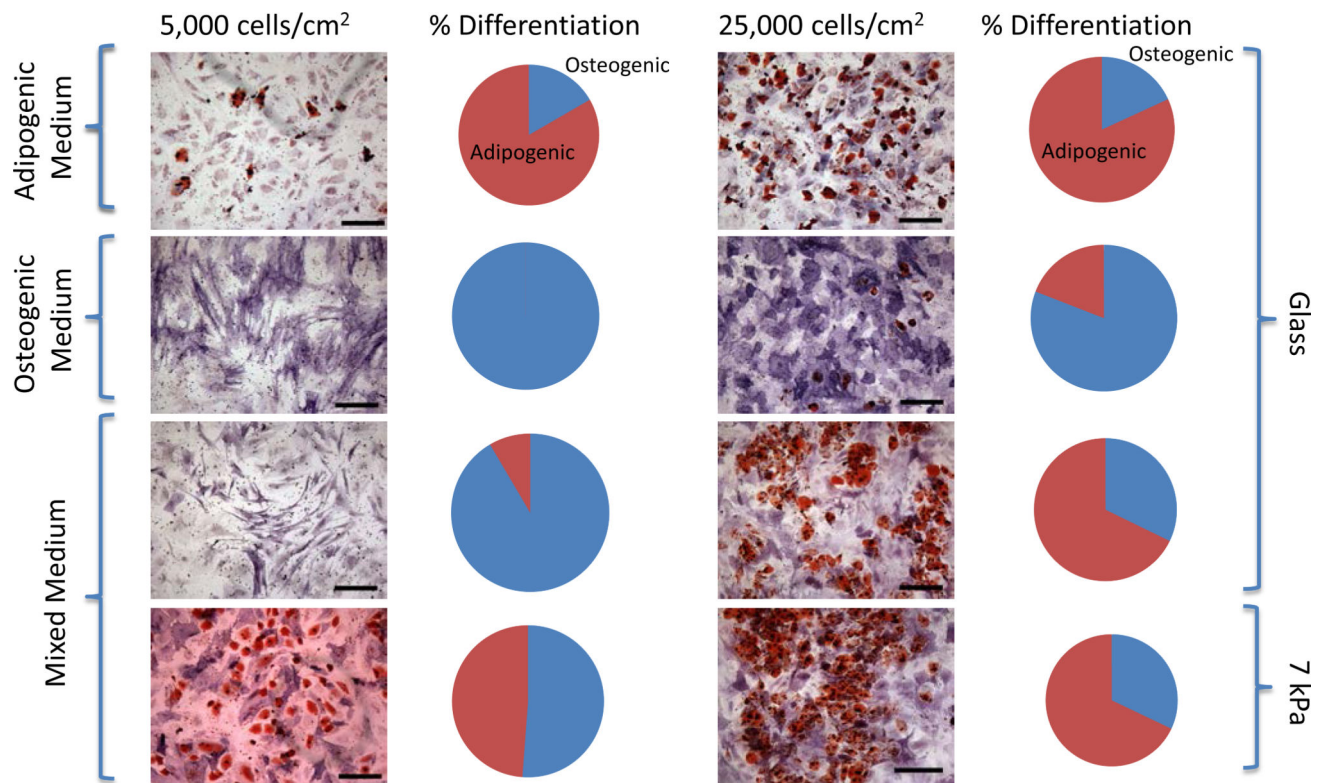 5,000 cells/cm²
% Differentiation
25,000 cells/cm²
% Differentiation
Adipogenic
Medium
Osteogenic
Adipogenic
Osteogenic
Adipogenic
Osteogenic
Medium
Glass
Mixed Medium
7 kPa